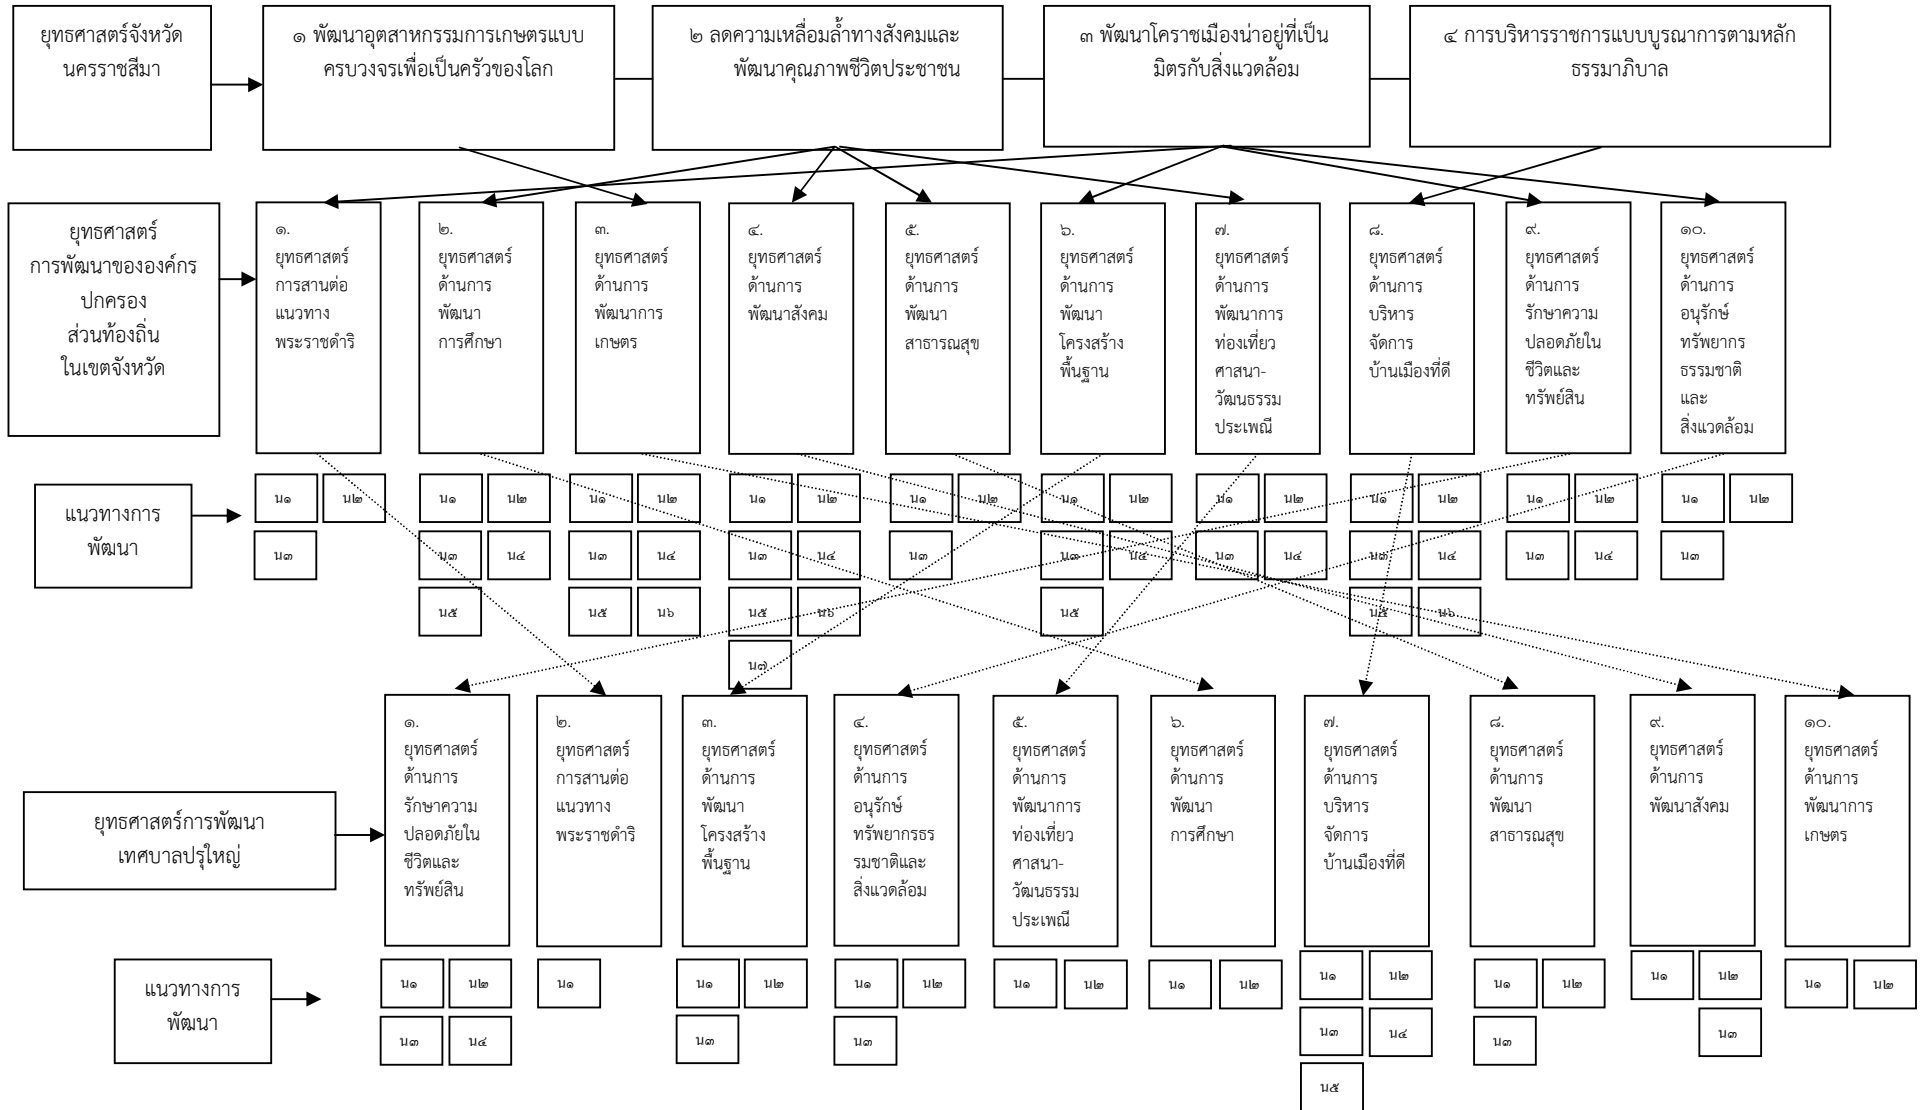 ยุทธศาสตร์จังหวัด
นครราชสีมา
๑ พัฒนาอุตสาหกรรมการเกษตรแบบ
ครบวงจรเพื่อเป็นครัวของโลก
๒ ลดความเหลื่อมล้ำทางสังคมและ
พัฒนาคุณภาพชีวิตประชาชน
๓ พัฒนาโคราชเมืองน่าอยู่ที่เป็น
มิตรกับสิ่งแวดล้อม
๔ การบริหารราชการแบบบูรณาการตามหลัก
ธรรมาภิบาล
ยุทธศาสตร์
การพัฒนาขององค์กร
ปกครอง
ส่วนท้องถิ่น
ในเขตจังหวัด
๑.
ยุทธศาสตร์
การสานต่อ
แนวทาง
พระราชดำริ
๒.
ยุทธศาสตร์
ด้านการ
พัฒนา
การศึกษา
๓.
ยุทธศาสตร์
ด้านการ
พัฒนาการ
เกษตร
๔.
ยุทธศาสตร์
ด้านการ
พัฒนาสังคม
๕.
ยุทธศาสตร์
ด้านการ
พัฒนา
สาธารณสุข
๖.
ยุทธศาสตร์
ด้านการ
พัฒนา
โครงสร้าง
พื้นฐาน
๗.
ยุทธศาสตร์
ด้านการ
พัฒนาการ
ท่องเที่ยว
ศาสนา-
วัฒนธรรม
ประเพณี
๘.
ยุทธศาสตร์
ด้านการ
บริหาร
จัดการ
บ้านเมืองที่ดี
๙.
ยุทธศาสตร์
ด้านการ
รักษาความ
ปลอดภัยใน
ชีวิตและ
ทรัพย์สิน
๑๐.
ยุทธศาสตร์
ด้านการ
อนุรักษ์
ทรัพยากร
ธรรมชาติ
และ
สิ่งแวดล้อม
แนวทางการ
พัฒนา
น๑ น๒
น๓
น๑ น๒
น๓ น๔
น๕
น๑ น๒
น๓ น๔
น๕ น๖
น๑ น๒
น๓ น๔
น๕ น๖
น๗
น๑ น๒
น๓
น๑ น๒
น๓ น๔
น๕
น๑ น๒
น๓ น๔
น๑ น๒
น๓ น๔
น๕ น๖
น๑ น๒
น๓ น๔
น๑ น๒
น๓
ยุทธศาสตร์การพัฒนา
เทศบาลปรุใหญ่
๑.
ยุทธศาสตร์
ด้านการ
รักษาความ
ปลอดภัยใน
ชีวิตและ
ทรัพย์สิน
๒.
ยุทธศาสตร์
การสานต่อ
แนวทาง
พระราชดำริ
๓.
ยุทธศาสตร์
ด้านการ
พัฒนา
โครงสร้าง
พื้นฐาน
๔.
ยุทธศาสตร์
ด้านการ
อนุรักษ์
ทรัพยากรธร
รมชาติและ
สิ่งแวดล้อม
๕.
ยุทธศาสตร์
ด้านการ
พัฒนาการ
ท่องเที่ยว
ศาสนา-
วัฒนธรรม
ประเพณี
๖.
ยุทธศาสตร์
ด้านการ
พัฒนา
การศึกษา
๗.
ยุทธศาสตร์
ด้านการ
บริหาร
จัดการ
บ้านเมืองที่ดี
๘.
ยุทธศาสตร์
ด้านการ
พัฒนา
สาธารณสุข
๙.
ยุทธศาสตร์
ด้านการ
พัฒนาสังคม
๑๐.
ยุทธศาสตร์
ด้านการ
พัฒนาการ
เกษตร
แนวทางการ
พัฒนา
น๑ น๒
น๓ น๔
น๑
น๑ น๒
น๓
น๑ น๒
น๓
น๑ น๒
น๑ น๒
น๑ น๒
น๓ น๔
น๕
น๑ น๒
น๓
น๑ น๒
น๓
น๑ น๒